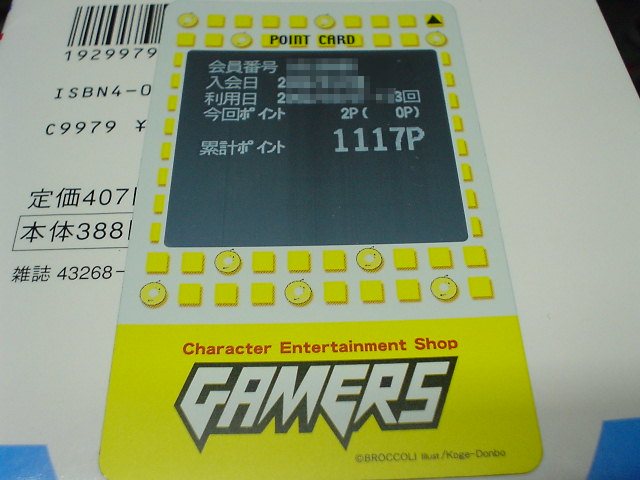 1929979
ISBN4-0
C9979 ¥
定価407
本体388
雑誌 43268-
POINT CARD
会員番号
入会日 2
利用日 2 3回
今回ポイント 2P( 0P)
累計ポイント 1117P
Character Entertainment Shop
GAMERS
©BROCCOLI Illust./Koge-Donbo